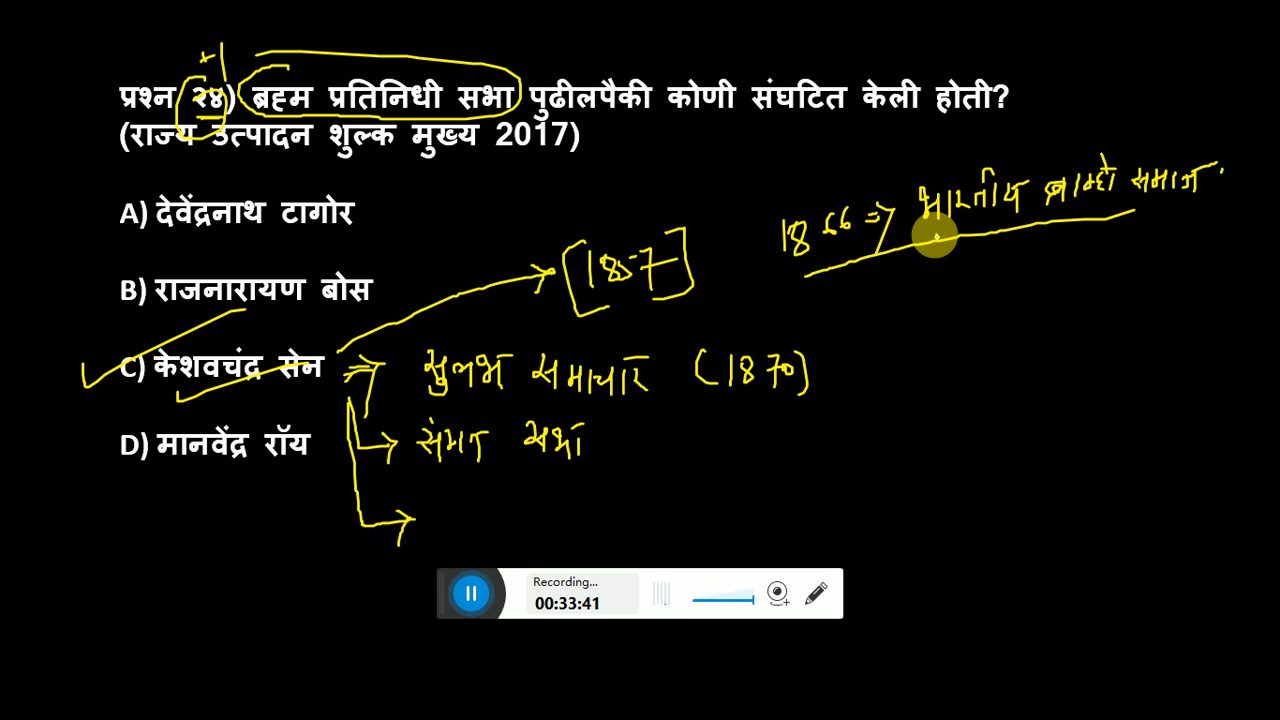 +1
प्रश्न २४) ब्रह्म प्रतिनिधी सभा पुढीलपैकी कोणी संघटित केली होती?
(राज्य उत्पादन शुल्क मुख्य 2017)
A) देवेंद्रनाथ टागोर
1866 => भारतीय ब्राम्हो समाज.
B) राजनारायण बोस
[1857]
C) केशवचंद्र सेन => सुलभ समाचार (1870)
D) मानवेंद्र रॉय
संगत सभा
Recording...
00:33:41